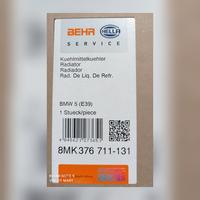 BEHR HELLA
SERVICE
Kuehlmittelkuehler
Radiator
Radiador
Rad. De Liq. De Refr.
BMW 5 (E39)
1 Stueck/piece
8MK 376 711-131